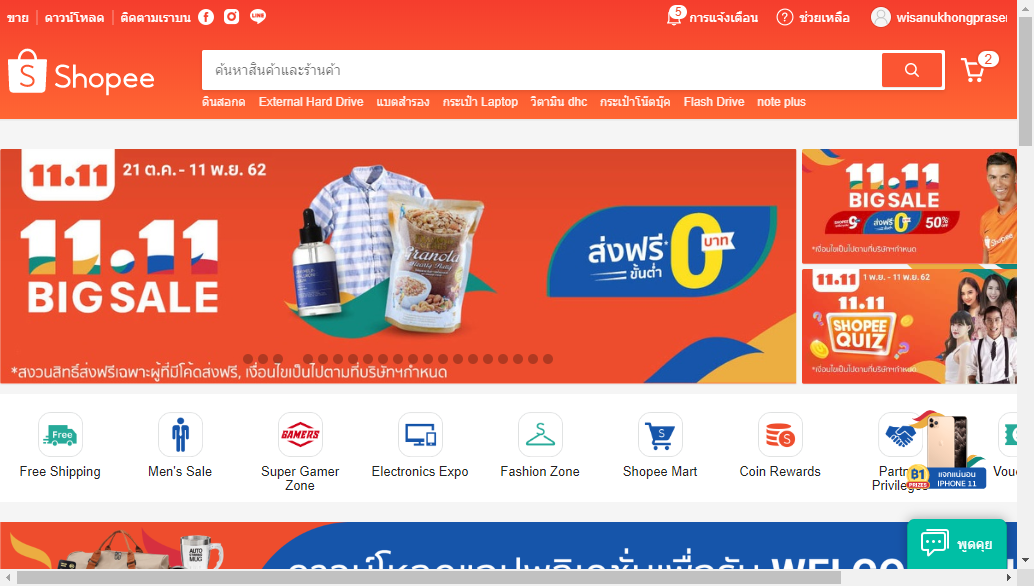 ขาย
ดาวน์โหลด
ติดตามเราบน
LINE
5
การแจ้งเตือน
?
ช่วยเหลือ
wisanukhongpraser
S
Shopee
ค้นหาสินค้าและร้านค้า
2
ดินสอกด External Hard Drive แบตสำรอง กระเป๋า Laptop วิตามิน dhc กระเป๋าโน๊ตบุ๊ค Flash Drive note plus
11.11
21 ต.ค. - 11 พ.ย. 62
11.11
BIG SALE
Granola
ส่งฟรี*
ขั้นต่ำ
0
บาท
*สงวนสิทธิ์ส่งฟรีเฉพาะผู้ที่มีโค้ดส่งฟรี, เงื่อนไขเป็นไปตามที่บริษัทฯกำหนด
11.11
BIG SALE
9
ส่งฟรี
0
50%
Shopee
*เงื่อนไขเป็นไปตามที่บริษัทฯกำหนด
11.11
1 พ.ย. - 11 พ.ย. 62
11.11
SHOPEE
QUIZ
*เงื่อนไขเป็นไปตามที่บริษัทฯกำหนด
Free
GAMERS
S
S
S
Free Shipping
Men's Sale
Super Gamer
Zone
Electronics Expo
Fashion Zone
Shopee Mart
Coin Rewards
Privileges
฿1
PRIZES
แจกแน่นอน
IPHONE 11
AUTO
MUG
ดาวน์โหลดแอปพลิเคชั่นเพื่อรับ
พูดคุย